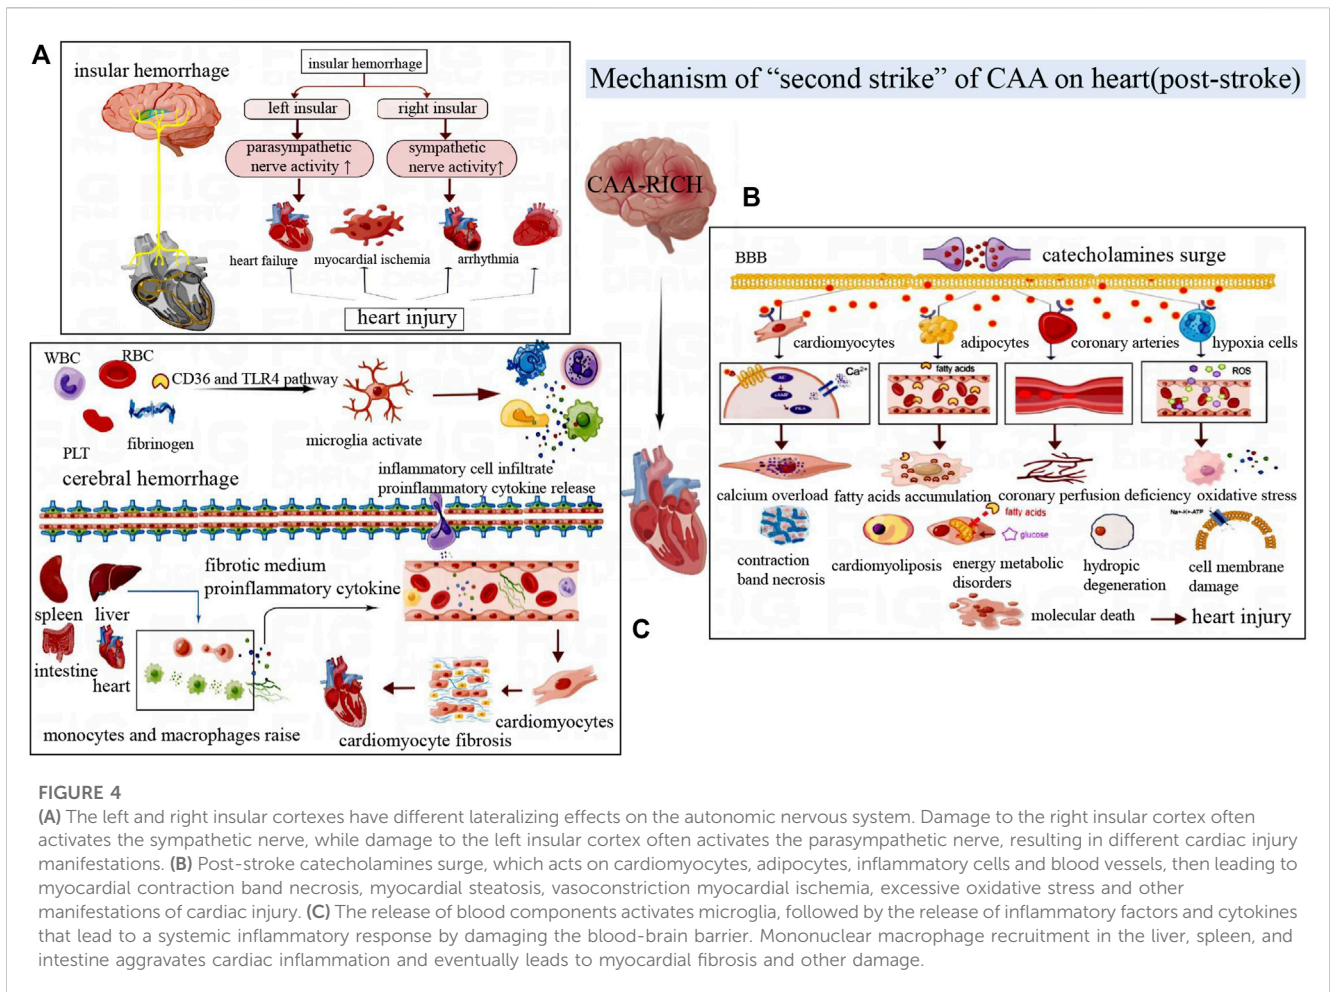 A
insular hemorrhage
insular hemorrhage
left insular
right insular
parasympathetic
nerve activity ↑
sympathetic
nerve activity↑
heart failure
myocardial ischemia
arrhythmia
heart injury
Mechanism of “second strike” of CAA on heart(post-stroke)
CAA-RICH
B
BBB
catecholamines surge
cardiomyocytes
adipocytes
coronary arteries
hypoxia cells
Ca²⁺
fatty acids
ROS
calcium overload
fatty acids accumulation
coronary perfusion deficiency
oxidative stress
fatty acids
glucose
Na+-K+-ATP
contraction
band necrosis
cardiomyoliposis
energy metabolic
disorders
hydropic
degeneration
cell membrane
damage
molecular death
heart injury
C
WBC
RBC
CD36 and TLR4 pathway
PLT
fibrinogen
microglia activate
inflammatory cell infiltrate
proinflammatory cytokine release
cerebral hemorrhage
fibrotic medium
proinflammatory cytokine
spleen
liver
intestine
heart
monocytes and macrophages raise
cardiomyocyte fibrosis
cardiomyocytes
FIGURE 4
(A) The left and right insular cortexes have different lateralizing effects on the autonomic nervous system. Damage to the right insular cortex often
activates the sympathetic nerve, while damage to the left insular cortex often activates the parasympathetic nerve, resulting in different cardiac injury
manifestations. (B) Post-stroke catecholamines surge, which acts on cardiomyocytes, adipocytes, inflammatory cells and blood vessels, then leading to
myocardial contraction band necrosis, myocardial steatosis, vasoconstriction myocardial ischemia, excessive oxidative stress and other
manifestations of cardiac injury. (C) The release of blood components activates microglia, followed by the release of inflammatory factors and cytokines
that lead to a systemic inflammatory response by damaging the blood-brain barrier. Mononuclear macrophage recruitment in the liver, spleen, and
intestine aggravates cardiac inflammation and eventually leads to myocardial fibrosis and other damage.